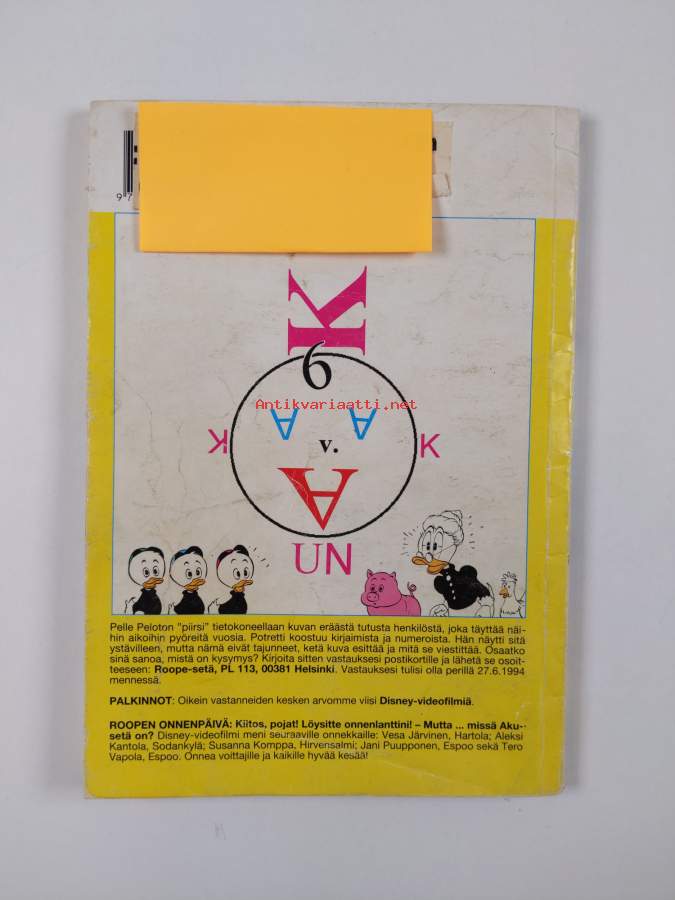 9 7
K
6
Antikvariaatti.net
A A
K v. K
A
UN
Pelle Peloton "piirsi" tietokoneellaan kuvan eräästä tutusta henkilöstä, joka täyttää näi-
hin aikoihin pyöreitä vuosia. Potretti koostuu kirjaimista ja numeroista. Hän näytti sitä
ystävilleen, mutta nämä eivät tajunneet, ketä kuva esittää ja mitä se viestittää. Osaatko
sinä sanoa, mistä on kysymys? Kirjoita sitten vastauksesi postikortille ja lähetä se osoit-
teeseen: Roope-setä, PL 113, 00381 Helsinki. Vastauksesi tulisi olla perillä 27.6.1994
mennessä.
PALKINNOT: Oikein vastanneiden kesken arvomme viisi Disney-videofilmiä.
ROOPEN ONNENPÄIVÄ: Kiitos, pojat! Löysitte onnenlanttini! – Mutta ... missä Aku-
setä on? Disney-videofilmi meni seuraaville onnekkaille: Vesa Järvinen, Hartola; Aleksi
Kantola, Sodankylä; Susanna Komppa, Hirvensalmi; Jani Puupponen, Espoo sekä Tero
Vapola, Espoo. Onnea voittajille ja kaikille hyvää kesää!